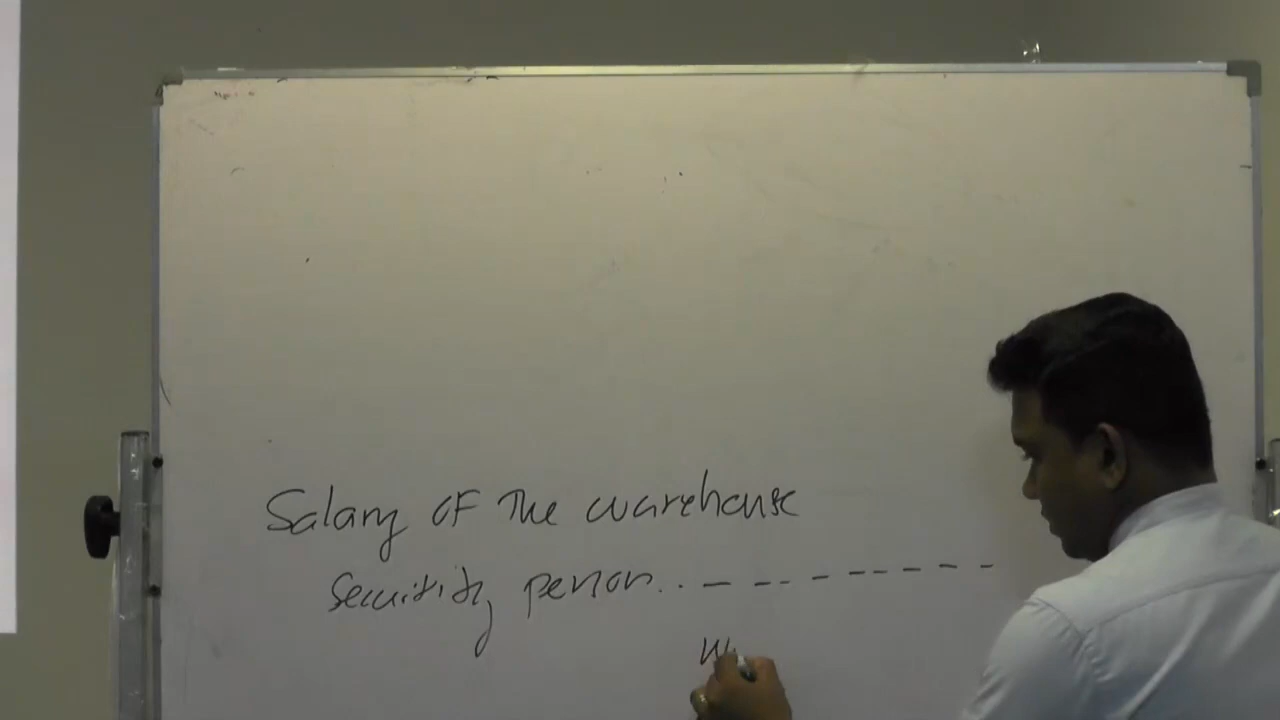 Salary of the warehouse
Security person.. - - - - - - - -
W